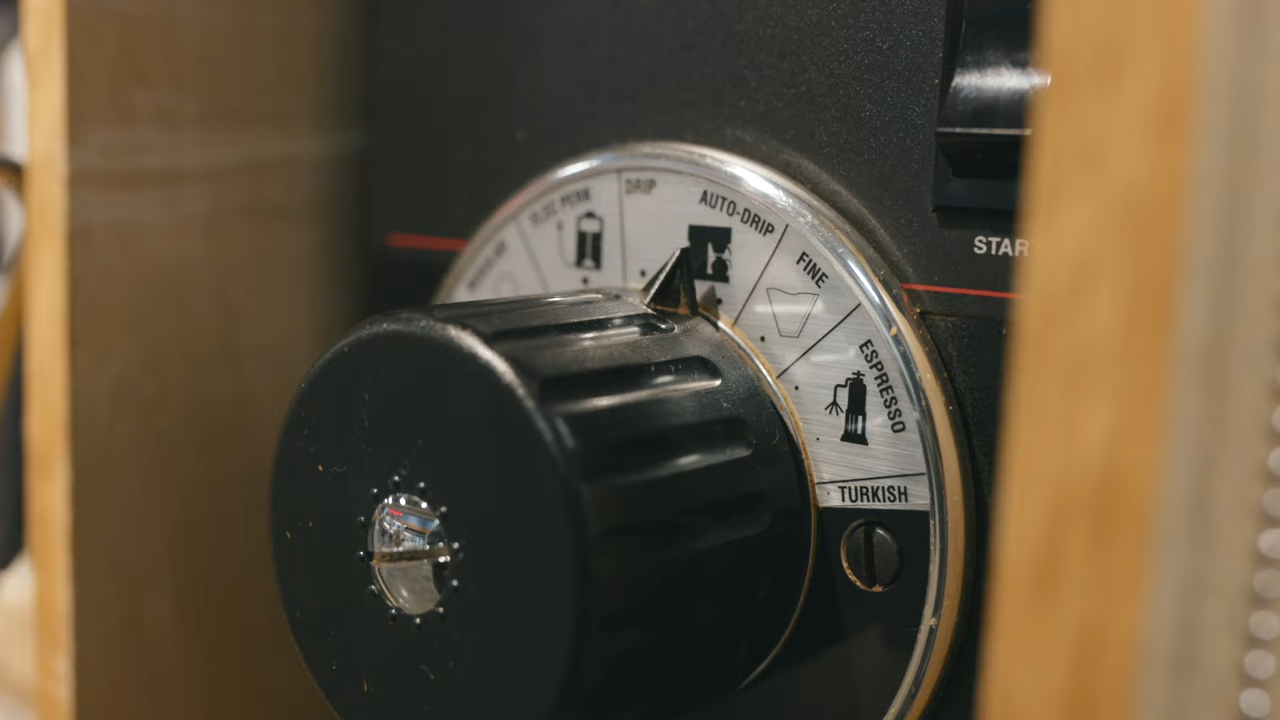 ELEC PERK
DRIP
AUTO-DRIP
FINE
ESPRESSO
TURKISH
STAR